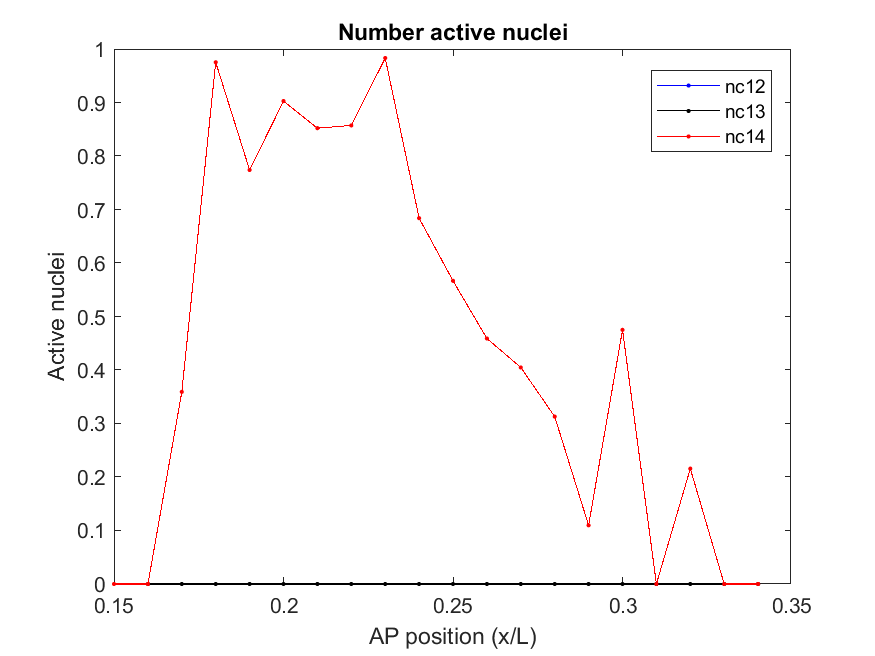 Number active nuclei
nc12
nc13
nc14
1
0.9
0.8
0.7
0.6
0.5
0.4
0.3
0.2
0.1
0
Active nuclei
0.15
0.2
0.25
0.3
0.35
AP position (x/L)